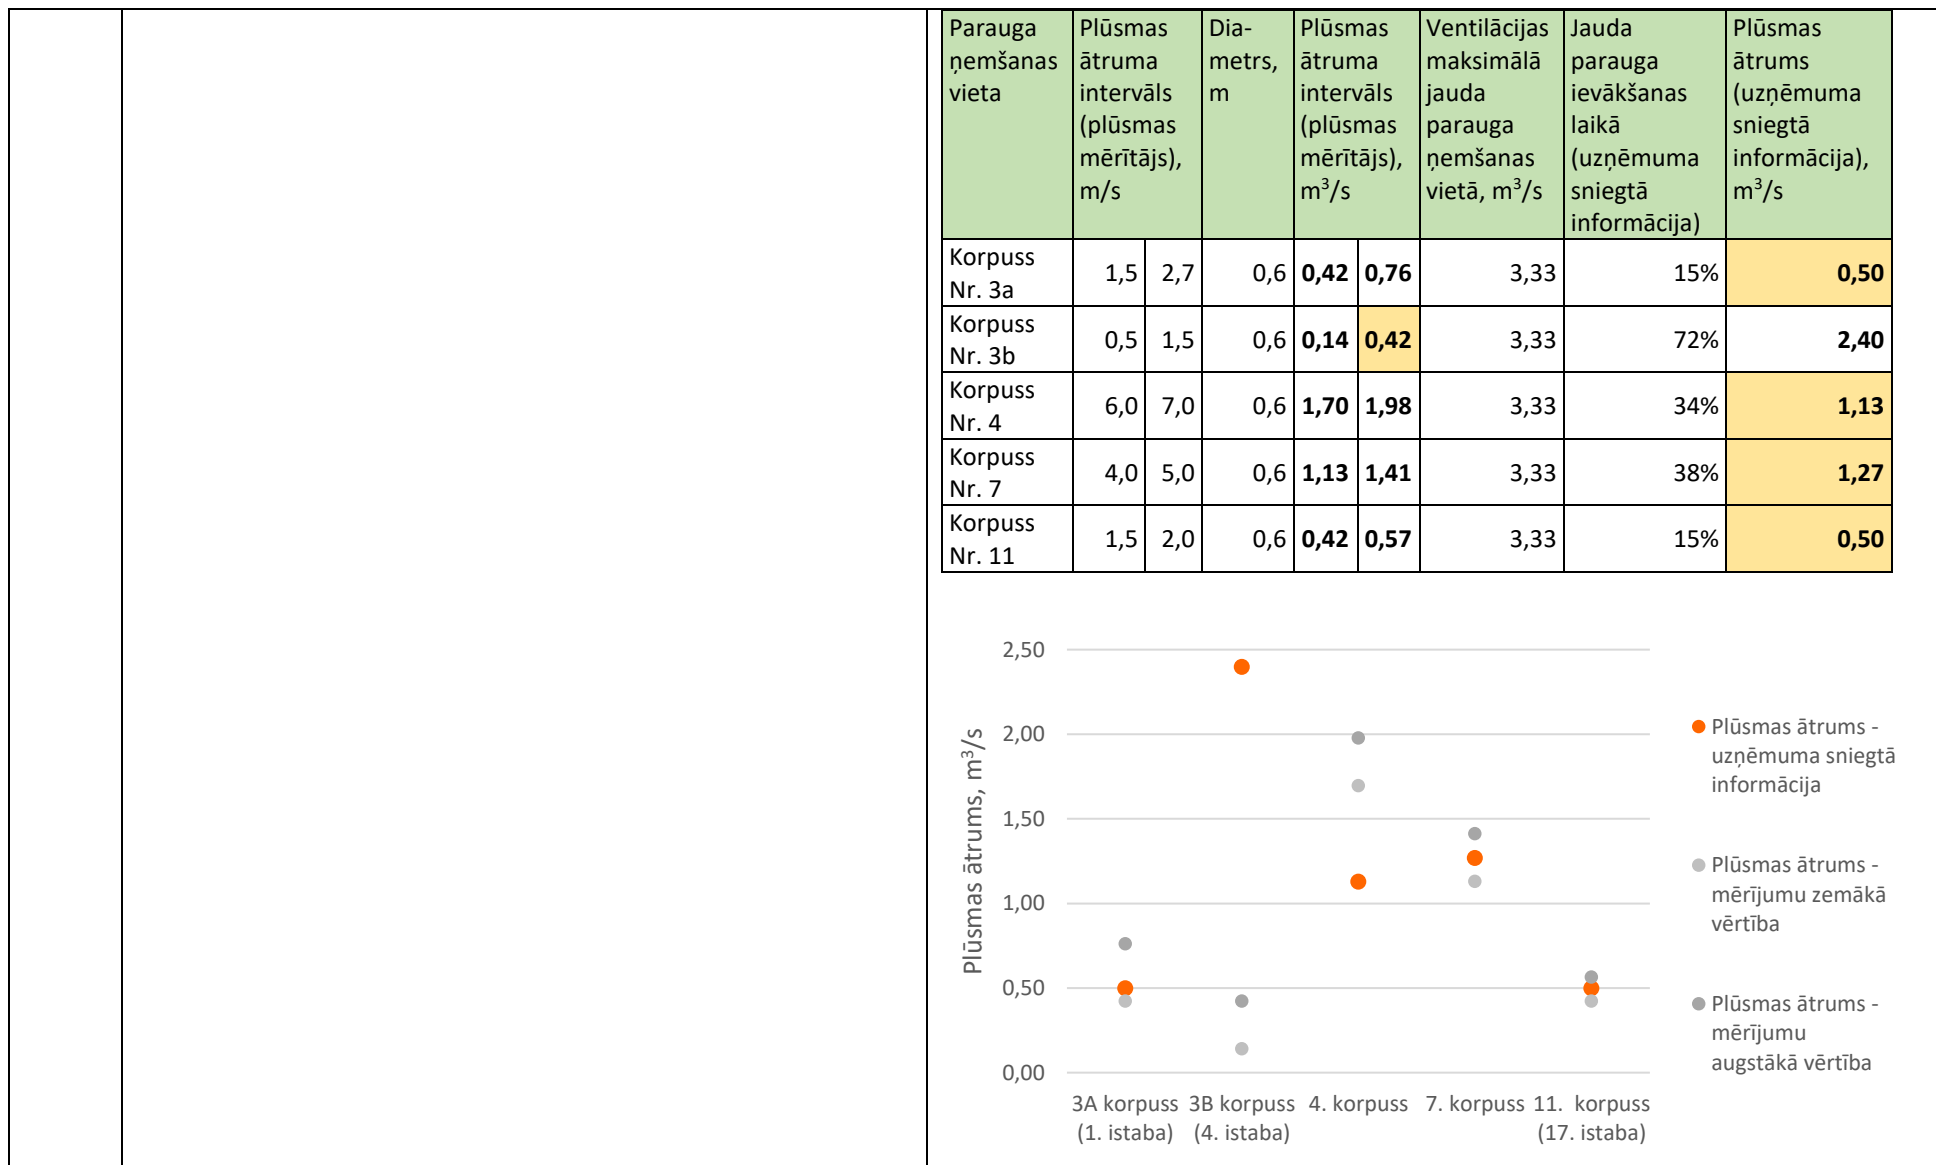 Parauga ņemšanas vieta	Plūsmas ātruma intervāls (plūsmas mērītājs), m/s	Dia-metrs, m	Plūsmas ātruma intervāls (plūsmas mērītājs), m³/s	Ventilācijas maksimālā jauda parauga ņemšanas vietā, m³/s	Jauda parauga ievākšanas laikā (uzņēmuma sniegtā informācija)	Plūsmas ātrums (uzņēmuma sniegtā informācija), m³/s
Korpuss Nr. 3a	1,5	2,7	0,6	0,42	0,76	3,33	15%	0,50
Korpuss Nr. 3b	0,5	1,5	0,6	0,14	0,42	3,33	72%	2,40
Korpuss Nr. 4	6,0	7,0	0,6	1,70	1,98	3,33	34%	1,13
Korpuss Nr. 7	4,0	5,0	0,6	1,13	1,41	3,33	38%	1,27
Korpuss Nr. 11	1,5	2,0	0,6	0,42	0,57	3,33	15%	0,50
Plūsmas ātrums, m³/s
2,50
2,00
1,50
1,00
0,50
0,00
3A korpuss (1. istaba)
3B korpuss (4. istaba)
4. korpuss
7. korpuss
11. korpuss (17. istaba)
Plūsmas ātrums -
uzņēmuma sniegtā
informācija
Plūsmas ātrums -
mērījumu zemākā
vērtība
Plūsmas ātrums -
mērījumu
augstākā vērtība